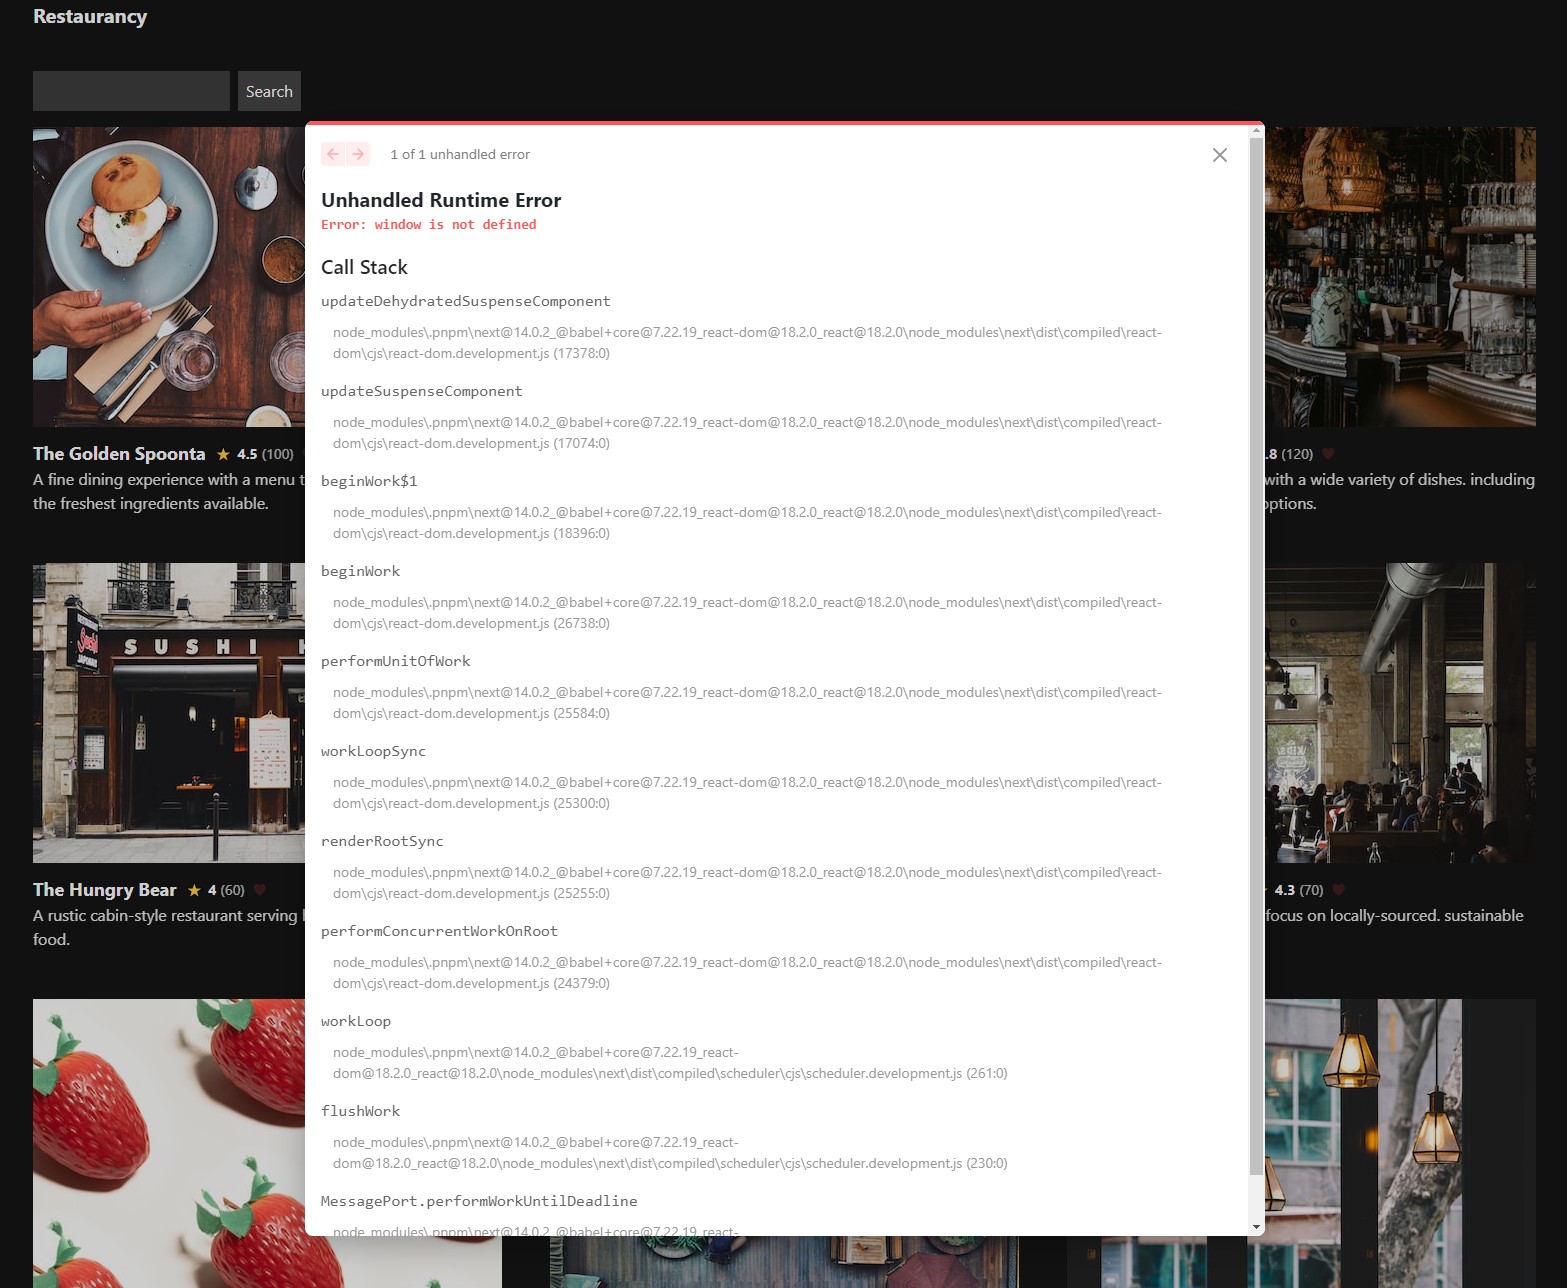 Restaurancy
Search
1 of 1 unhandled error
Unhandled Runtime Error
Error: window is not defined
Call Stack
updateDehydratedSuspenseComponent
node_modules\.pnpm\next@14.0.2_@babel+core@7.22.19_react-dom@18.2.0_react@18.2.0\node_modules\next\dist\compiled\react-
dom\cjs\react-dom.development.js (17378:0)
updateSuspenseComponent
node_modules\.pnpm\next@14.0.2_@babel+core@7.22.19_react-dom@18.2.0_react@18.2.0\node_modules\next\dist\compiled\react-
dom\cjs\react-dom.development.js (17074:0)
beginWork$1
node_modules\.pnpm\next@14.0.2_@babel+core@7.22.19_react-dom@18.2.0_react@18.2.0\node_modules\next\dist\compiled\react-
dom\cjs\react-dom.development.js (18396:0)
beginWork
node_modules\.pnpm\next@14.0.2_@babel+core@7.22.19_react-dom@18.2.0_react@18.2.0\node_modules\next\dist\compiled\react-
dom\cjs\react-dom.development.js (26738:0)
performUnitOfWork
node_modules\.pnpm\next@14.0.2_@babel+core@7.22.19_react-dom@18.2.0_react@18.2.0\node_modules\next\dist\compiled\react-
dom\cjs\react-dom.development.js (25584:0)
workLoopSync
node_modules\.pnpm\next@14.0.2_@babel+core@7.22.19_react-dom@18.2.0_react@18.2.0\node_modules\next\dist\compiled\react-
dom\cjs\react-dom.development.js (25300:0)
renderRootSync
node_modules\.pnpm\next@14.0.2_@babel+core@7.22.19_react-dom@18.2.0_react@18.2.0\node_modules\next\dist\compiled\react-
dom\cjs\react-dom.development.js (25255:0)
performConcurrentWorkOnRoot
node_modules\.pnpm\next@14.0.2_@babel+core@7.22.19_react-dom@18.2.0_react@18.2.0\node_modules\next\dist\compiled\react-
dom\cjs\react-dom.development.js (24379:0)
workLoop
node_modules\.pnpm\next@14.0.2_@babel+core@7.22.19_react-
dom@18.2.0_react@18.2.0\node_modules\next\dist\compiled\scheduler\cjs\scheduler.development.js (261:0)
flushWork
node_modules\.pnpm\next@14.0.2_@babel+core@7.22.19_react-
dom@18.2.0_react@18.2.0\node_modules\next\dist\compiled\scheduler\cjs\scheduler.development.js (230:0)
MessagePort.performWorkUntilDeadline
node_modules\.pnpm\next@14.0.2_@babel+core@7.22.19_react-
The Golden Spoonta ★ 4.5 (100)
A fine dining experience with a menu t
the freshest ingredients available.
.8 (120)
with a wide variety of dishes. including
options.
SUSHI
The Hungry Bear ★ 4 (60)
A rustic cabin-style restaurant serving
food.
4.3 (70)
focus on locally-sourced. sustainable